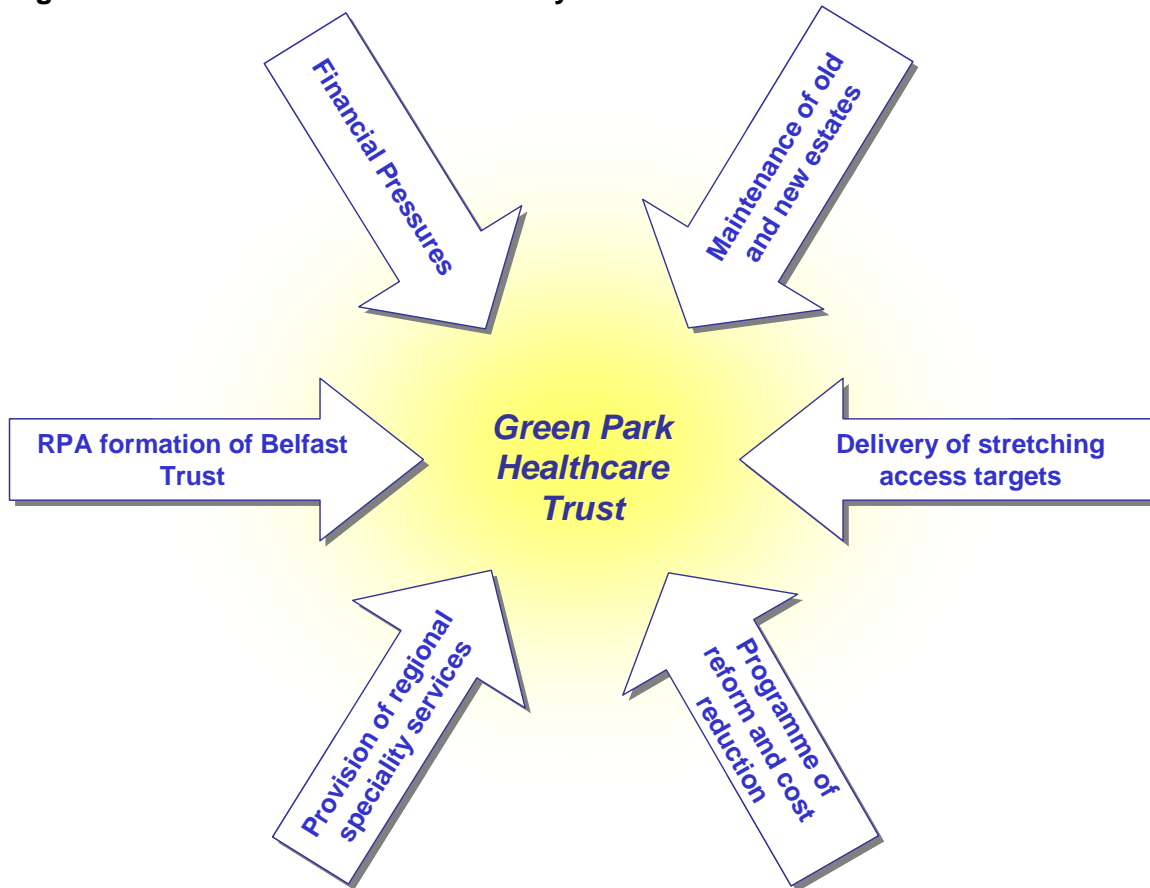 Financial Pressures
Maintenance of old
and new estates
RPA formation of Belfast
Trust
Green Park
Healthcare
Trust
Delivery of stretching
access targets
Provision of regional
speciality services
Programme of
reform and cost
reduction